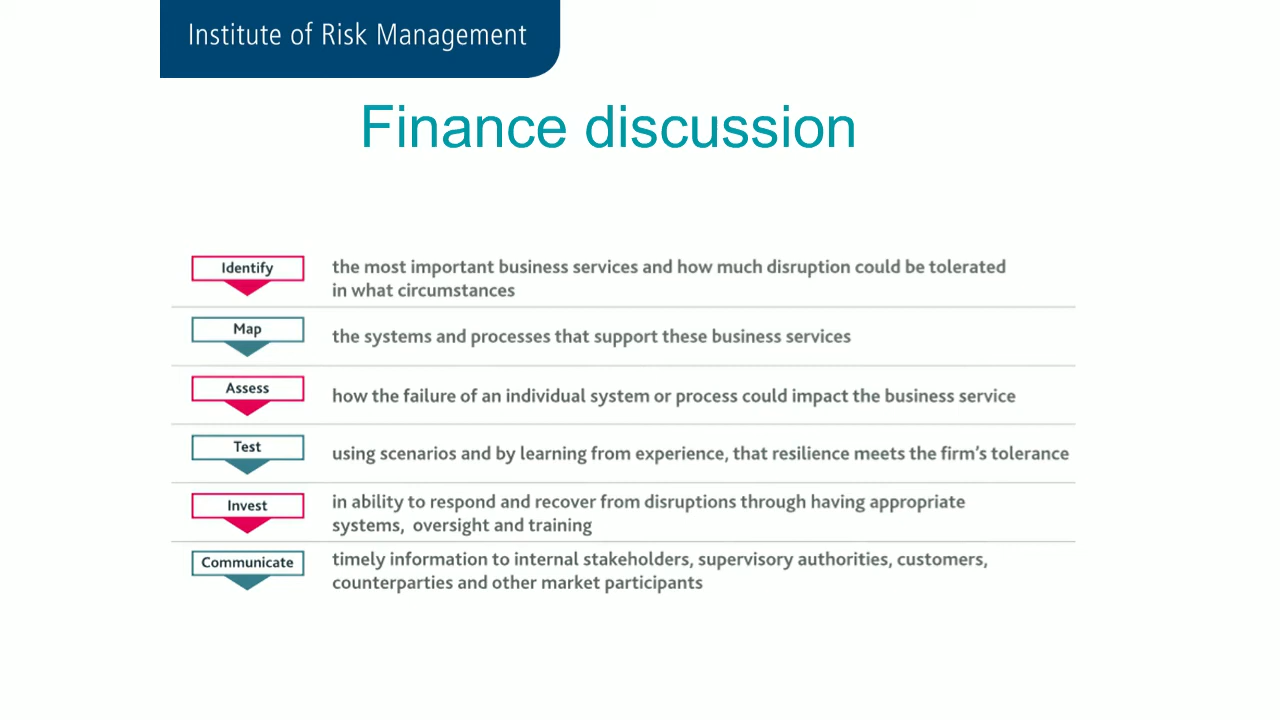 Institute of Risk Management
Finance discussion
Identify
the most important business services and how much disruption could be tolerated
in what circumstances
Map
the systems and processes that support these business services
Assess
how the failure of an individual system or process could impact the business service
Test
using scenarios and by learning from experience, that resilience meets the firm's tolerance
Invest
in ability to respond and recover from disruptions through having appropriate
systems, oversight and training
Communicate
timely information to internal stakeholders, supervisory authorities, customers,
counterparties and other market participants